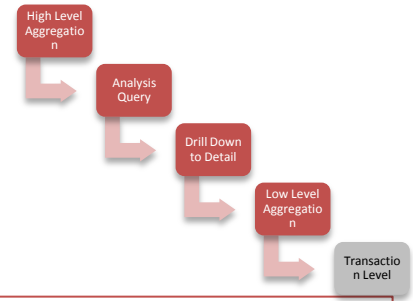 High Level
Aggregatio
n
Analysis
Query
Drill Down
to Detail
Low Level
Aggregatio
n
Transactio
n Level